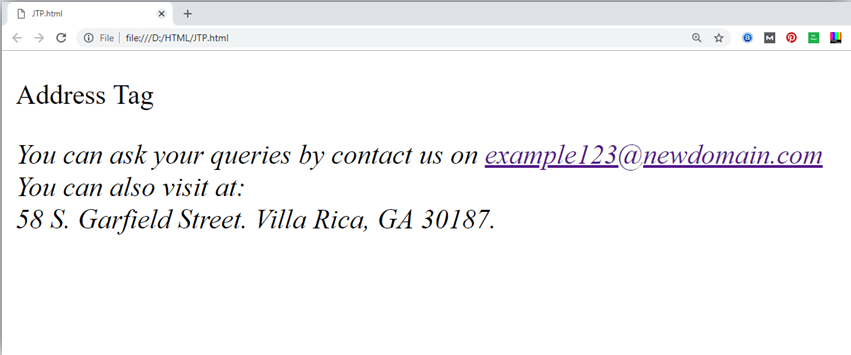 JTP.html
File | file:///D:/HTML/JTP.html
Address Tag
You can ask your queries by contact us on example123@newdomain.com
You can also visit at:
58 S. Garfield Street. Villa Rica, GA 30187.